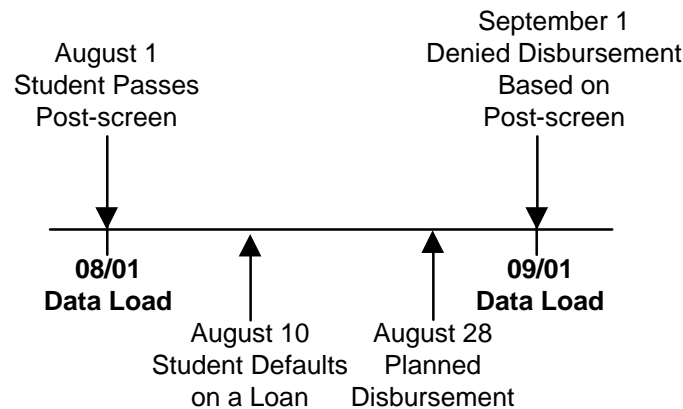 August 1
Student Passes
Post-screen
September 1
Denied Disbursement
Based on
Post-screen
08/01
Data Load
09/01
Data Load
August 10
Student Defaults
on a Loan
August 28
Planned
Disbursement